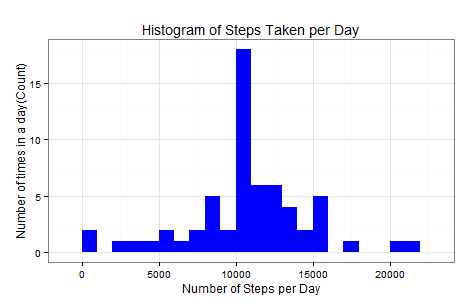 Histogram of Steps Taken per Day
Number of times in a day(Count)
15
10
5
0
0 5000 10000 15000 20000
Number of Steps per Day